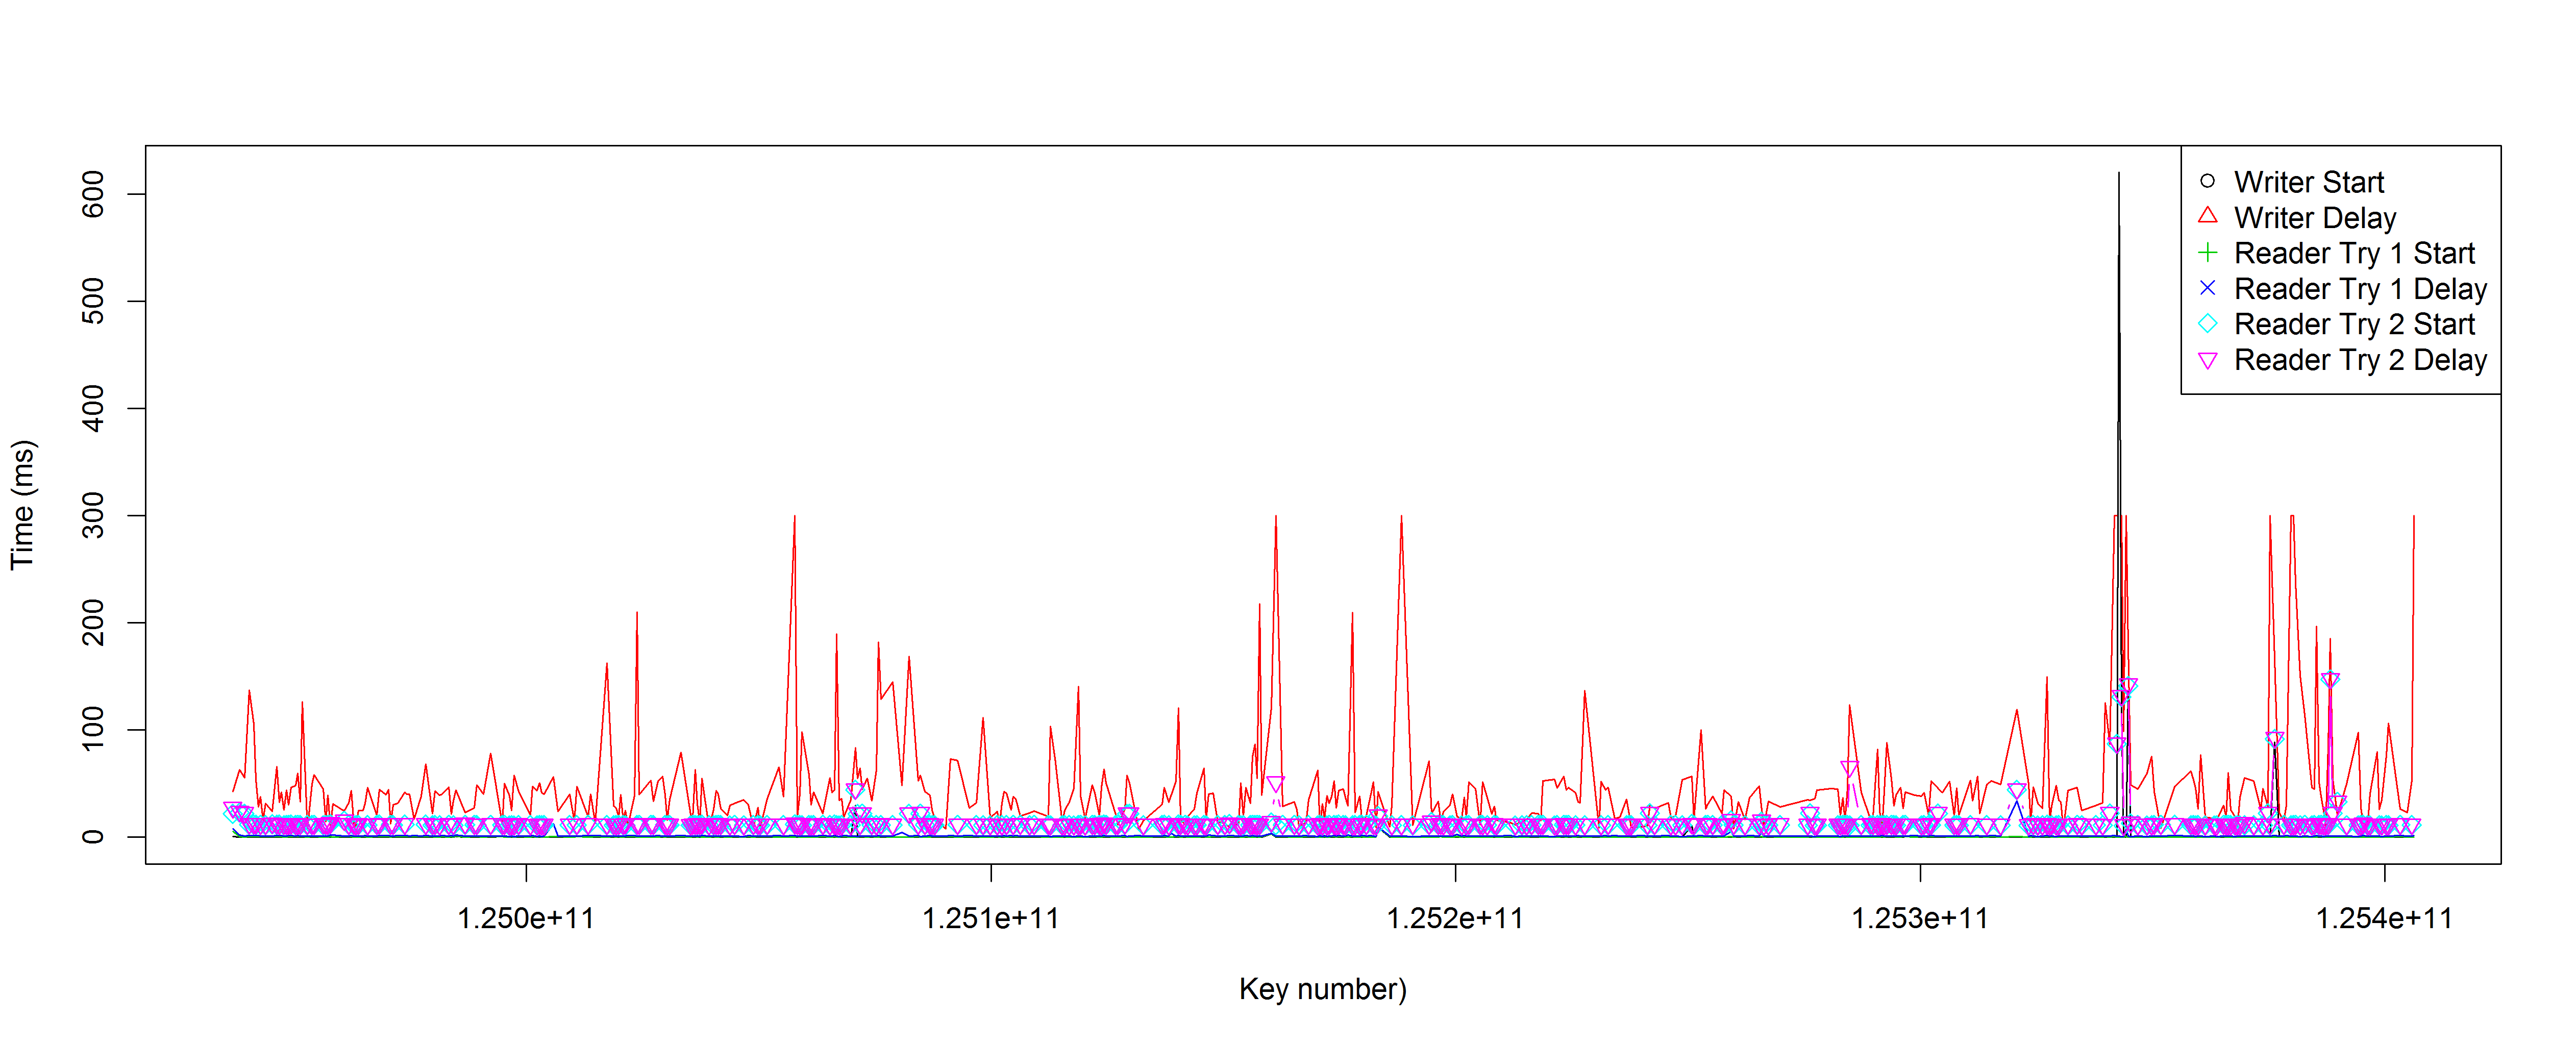 Writer Start
Writer Delay
Reader Try 1 Start
Reader Try 1 Delay
Reader Try 2 Start
Reader Try 2 Delay
Time (ms)
600
500
400
300
200
100
0
1.250e+11 1.251e+11 1.252e+11 1.253e+11 1.254e+11
Key number)